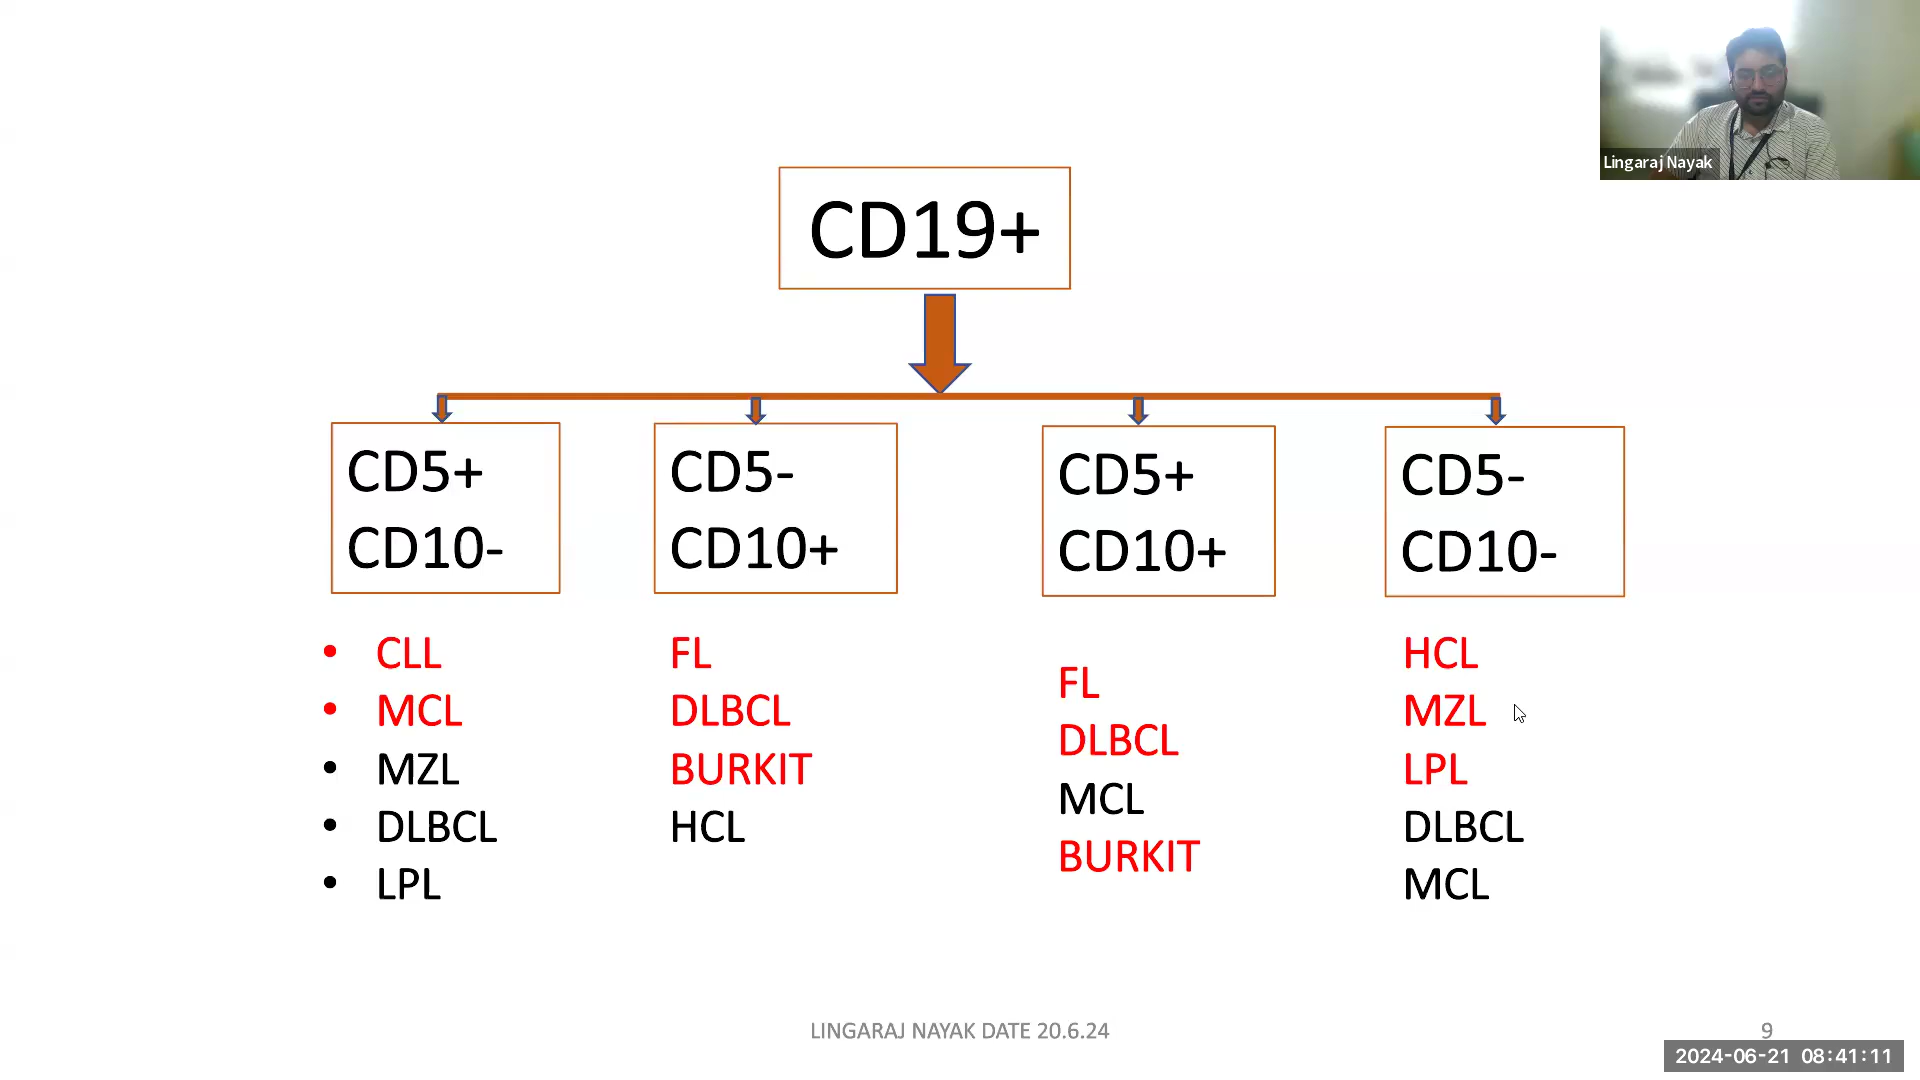 Lingaraj Nayak
CD19+
CD5+
CD10-
CD5-
CD10+
CD5+
CD10+
CD5-
CD10-
• CLL
• MCL
• MZL
• DLBCL
• LPL
FL
DLBCL
BURKIT
HCL
FL
DLBCL
MCL
BURKIT
HCL
MZL
LPL
DLBCL
MCL
LINGARAJ NAYAK DATE 20.6.24
9
2024-06-21 08:41:11